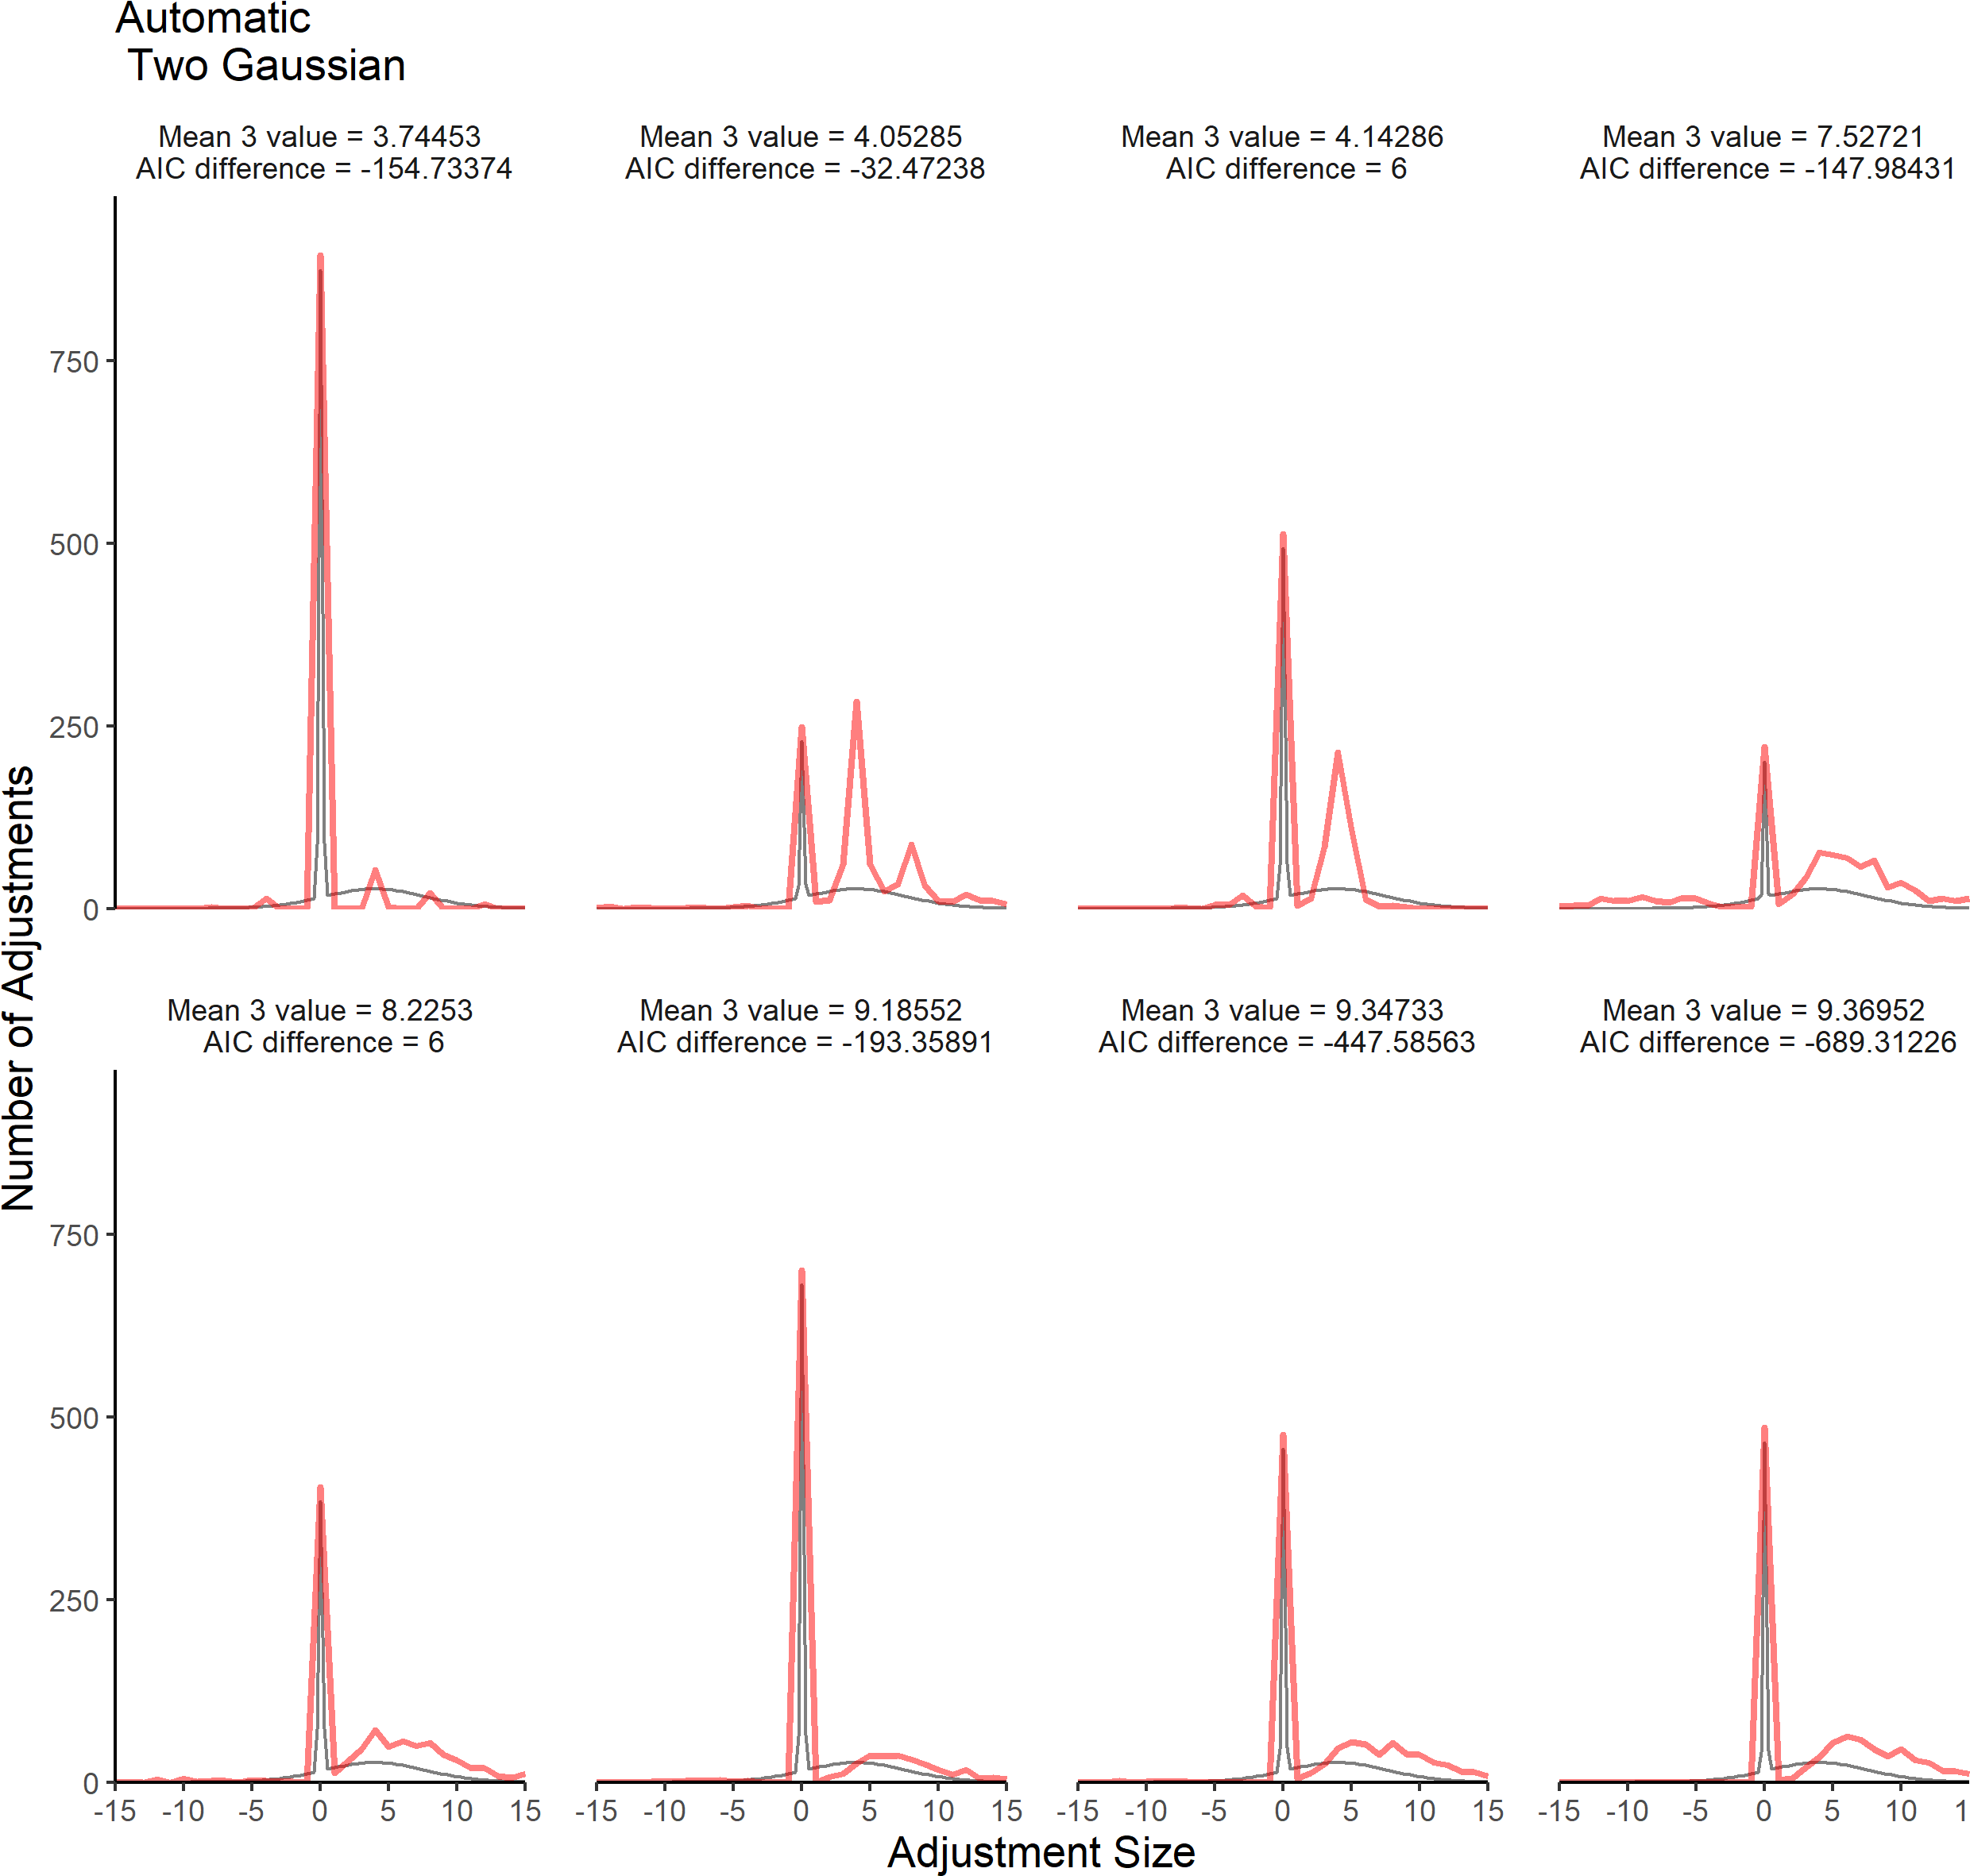 Automatic
Two Gaussian
Mean 3 value = 3.74453
AIC difference = -154.73374
Mean 3 value = 4.05285
AIC difference = -32.47238
Mean 3 value = 4.14286
AIC difference = 6
Mean 3 value = 7.52721
AIC difference = -147.98431
750
500
250
0
Number of Adjustments
Mean 3 value = 8.2253
AIC difference = 6
Mean 3 value = 9.18552
AIC difference = -193.35891
Mean 3 value = 9.34733
AIC difference = -447.58563
Mean 3 value = 9.36952
AIC difference = -689.31226
750
500
250
0
-15 -10 -5 0 5 10 15 -15 -10 -5 0 5 10 15 -15 -10 -5 0 5 10 15 -15 -10 -5 0 5 10 1
Adjustment Size